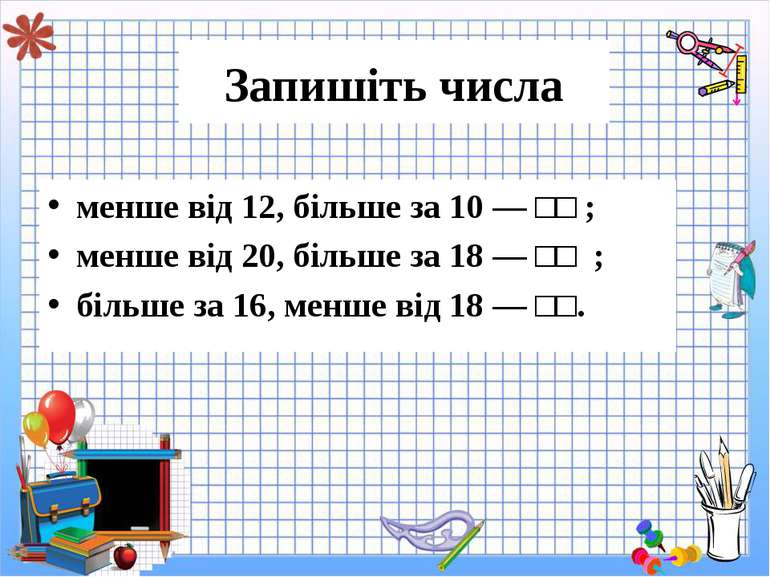 Запишіть числа
• менше від 12, більше за 10 — □□ ;
• менше від 20, більше за 18 — □□ ;
• більше за 16, менше від 18 — □□.